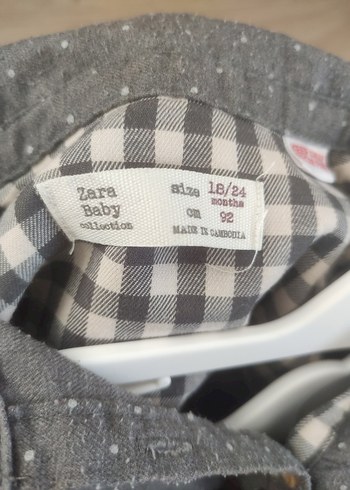 Zara
Baby
collection
size 18/24
months
cm 92
MADE IN CAMBODIA